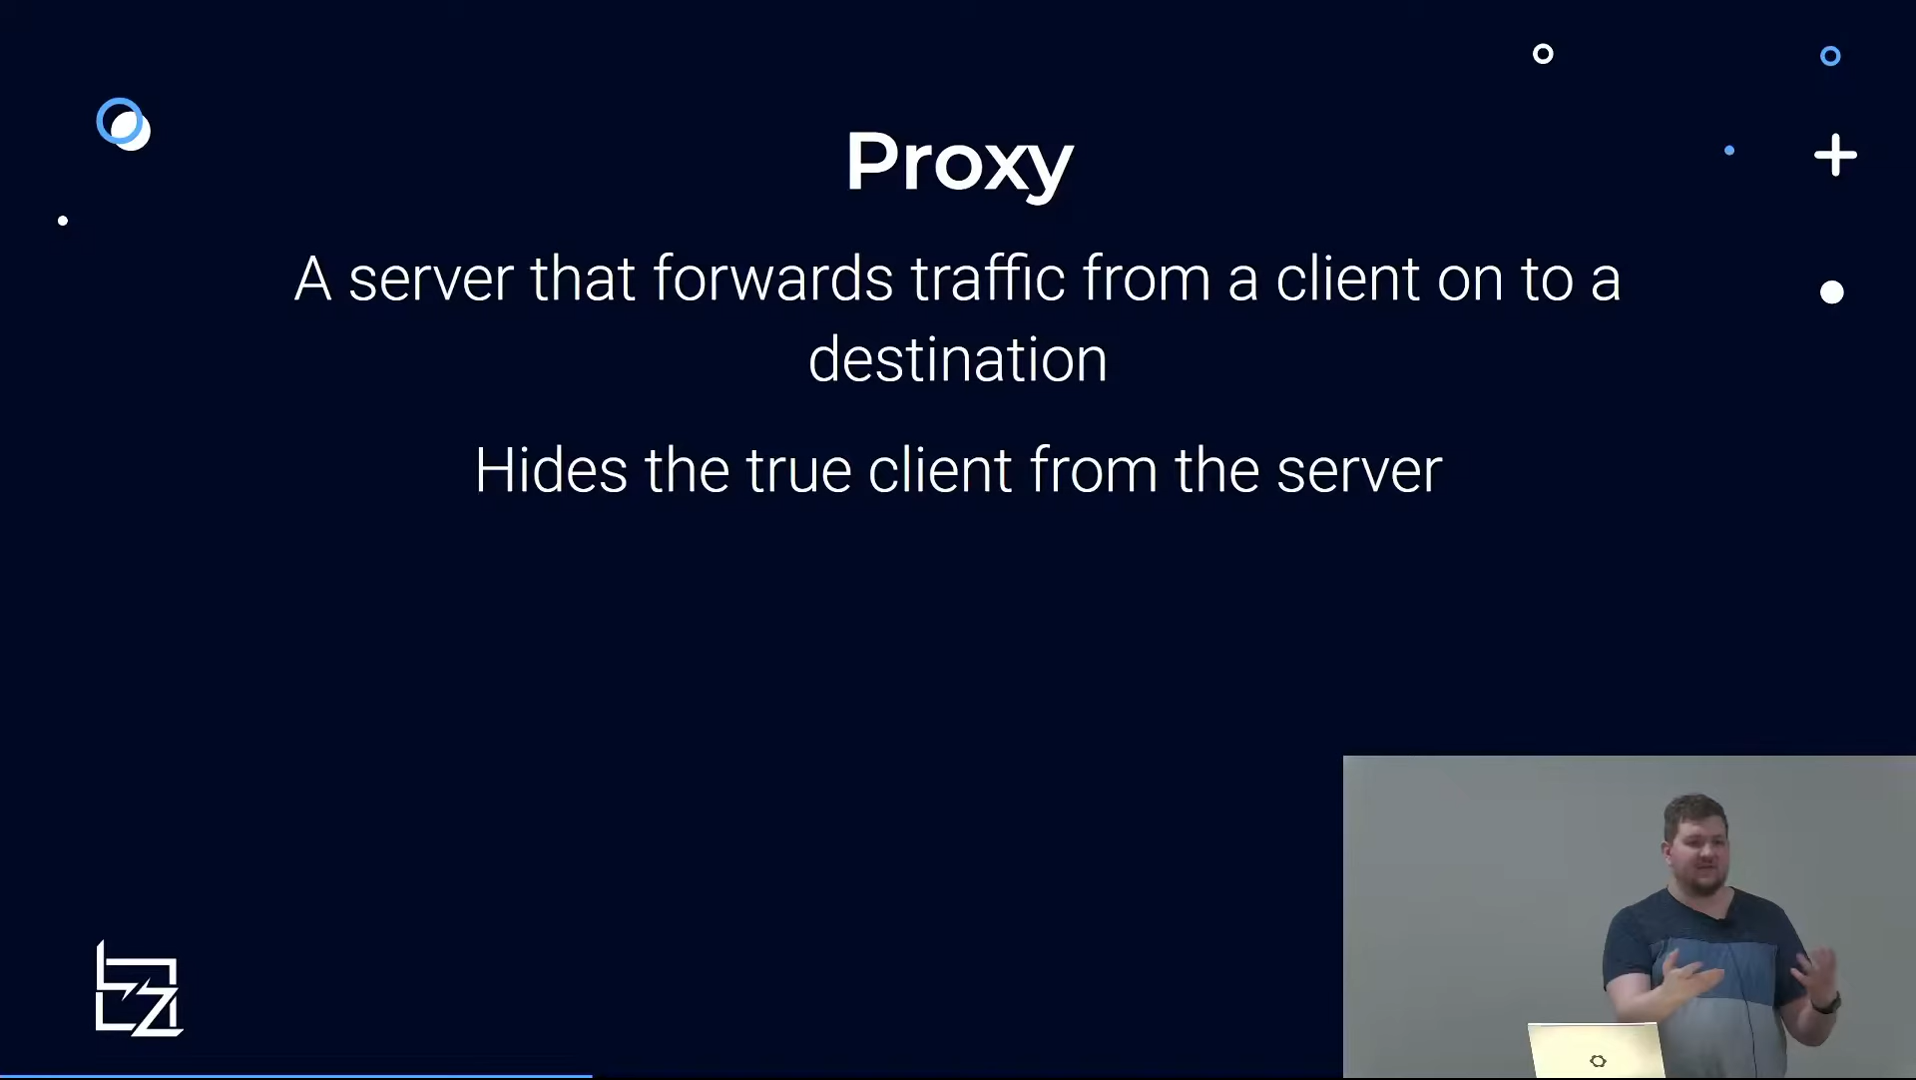 Proxy
A server that forwards traffic from a client on to a
destination
Hides the true client from the server